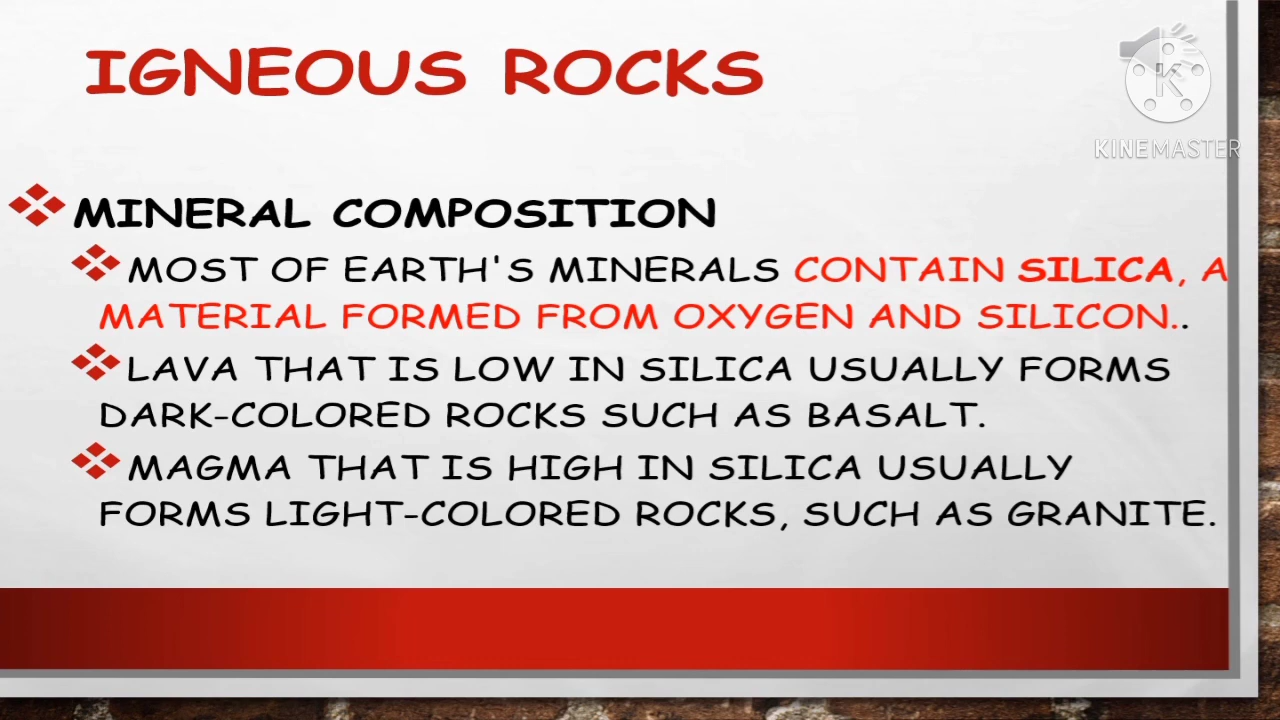 IGNEOUS ROCKS
KINEMASTER
MINERAL COMPOSITION
MOST OF EARTH'S MINERALS CONTAIN SILICA, A
MATERIAL FORMED FROM OXYGEN AND SILICON..
LAVA THAT IS LOW IN SILICA USUALLY FORMS
DARK-COLORED ROCKS SUCH AS BASALT.
MAGMA THAT IS HIGH IN SILICA USUALLY
FORMS LIGHT-COLORED ROCKS, SUCH AS GRANITE.